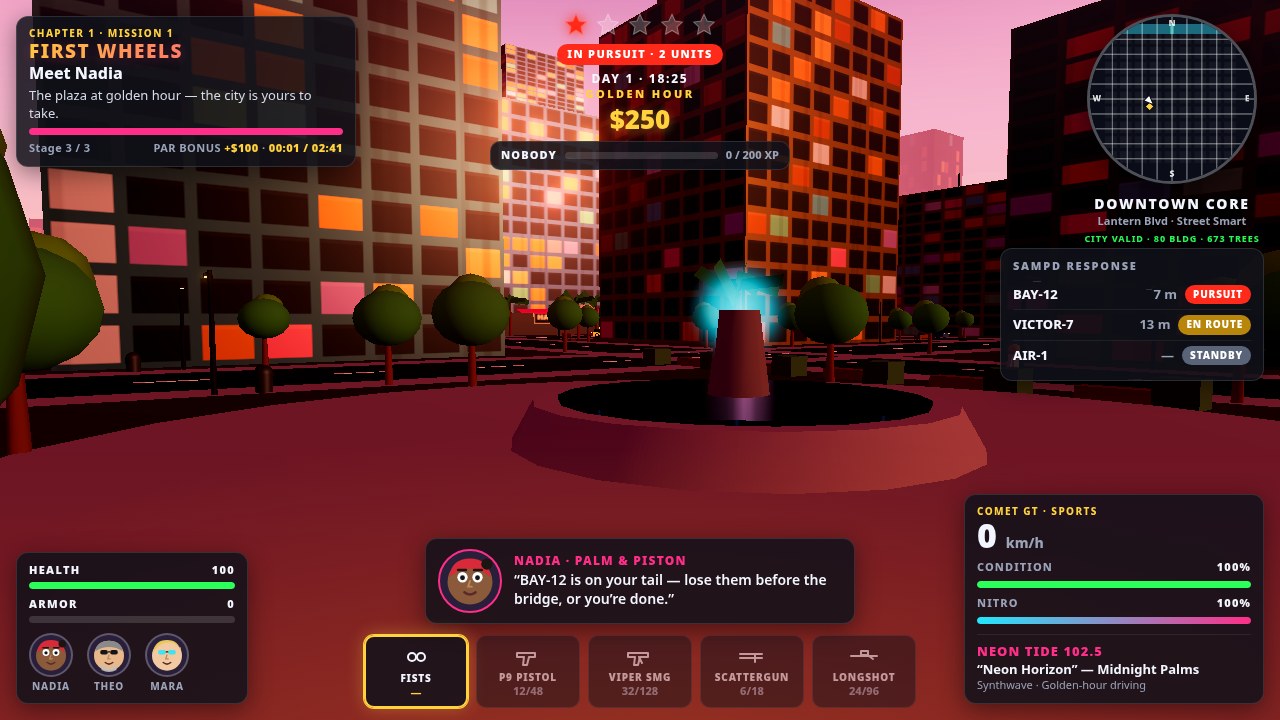 CHAPTER 1 · MISSION 1
FIRST WHEELS
Meet Nadia
The plaza at golden hour — the city is yours to
take.
Stage 3 / 3
PAR BONUS +$100 · 00:01 / 02:41
IN PURSUIT · 2 UNITS
DAY 1 · 18:25
GOLDEN HOUR
$250
NOBODY
0 / 200 XP
N
W
E
S
DOWNTOWN CORE
Lantern Blvd · Street Smart
CITY VALID · 80 BLDG · 673 TREES
SAMPD RESPONSE
BAY-12 7 m PURSUIT
VICTOR-7 13 m EN ROUTE
AIR-1 — STANDBY
HEALTH 100
ARMOR 0
NADIA THEO MARA
NADIA · PALM & PISTON
“BAY-12 is on your tail — lose them before the
bridge, or you’re done.”
FISTS
—
P9 PISTOL
12/48
VIPER SMG
32/128
SCATTERGUN
6/18
LONGSHOT
24/96
COMET GT · SPORTS
0 km/h
CONDITION 100%
NITRO 100%
NEON TIDE 102.5
“Neon Horizon” — Midnight Palms
Synthwave · Golden-hour driving